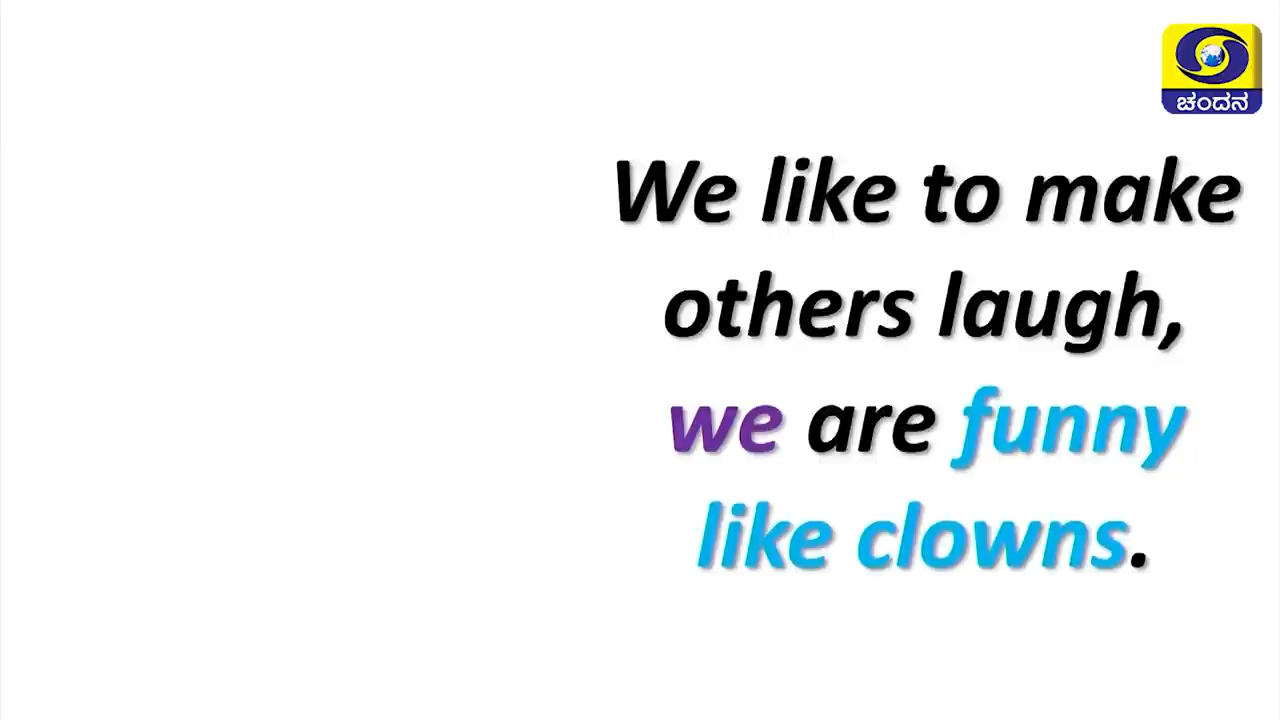 ಚಂದನ
We like to make
others laugh,
we are funny
like clowns.